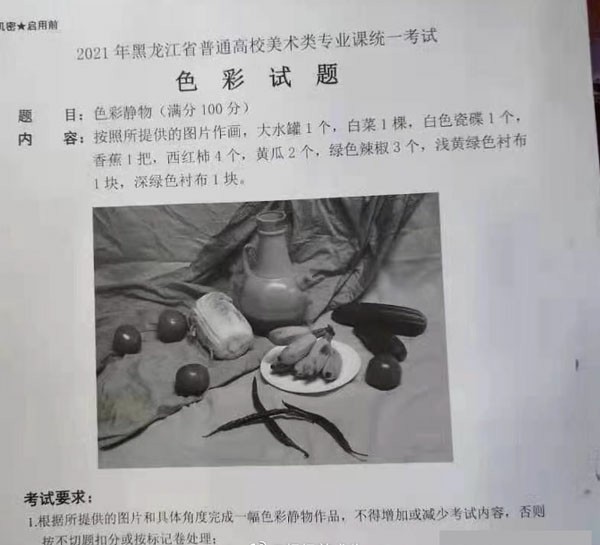 机密★启用前
2021年黑龙江省普通高校美术类专业课统一考试
色 彩 试 题
题 目：色彩静物（满分100分）
内 容：按照所提供的图片作画，大水罐1个，白菜1棵，白色瓷碟1个，
香蕉1把，西红柿4个，黄瓜2个，绿色辣椒3个，浅黄绿色衬布
1块，深绿色衬布1块。
考试要求：
1.根据所提供的图片和具体角度完成一幅色彩静物作品，不得增加或减少考试内容，否则
按不切题扣分或按标记卷处理；